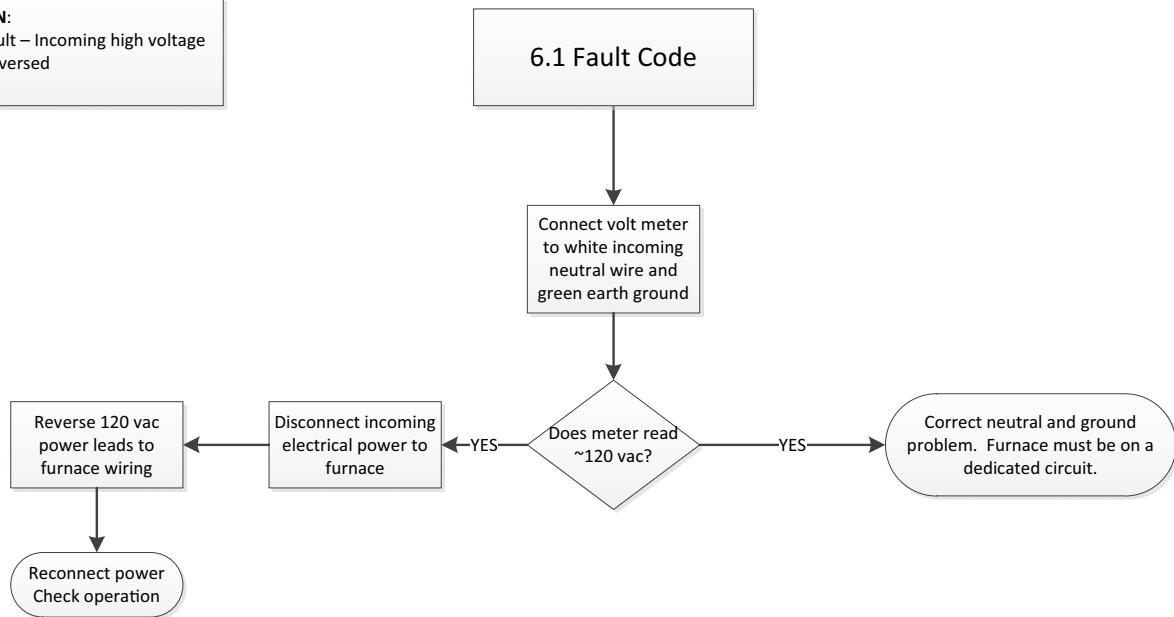 N:
ult – Incoming high voltage
versed
6.1 Fault Code
Connect volt meter
to white incoming
neutral wire and
green earth ground
Does meter read
~120 vac?
YES
YES
Disconnect incoming
electrical power to
furnace
Reverse 120 vac
power leads to
furnace wiring
Reconnect power
Check operation
Correct neutral and ground
problem. Furnace must be on a
dedicated circuit.